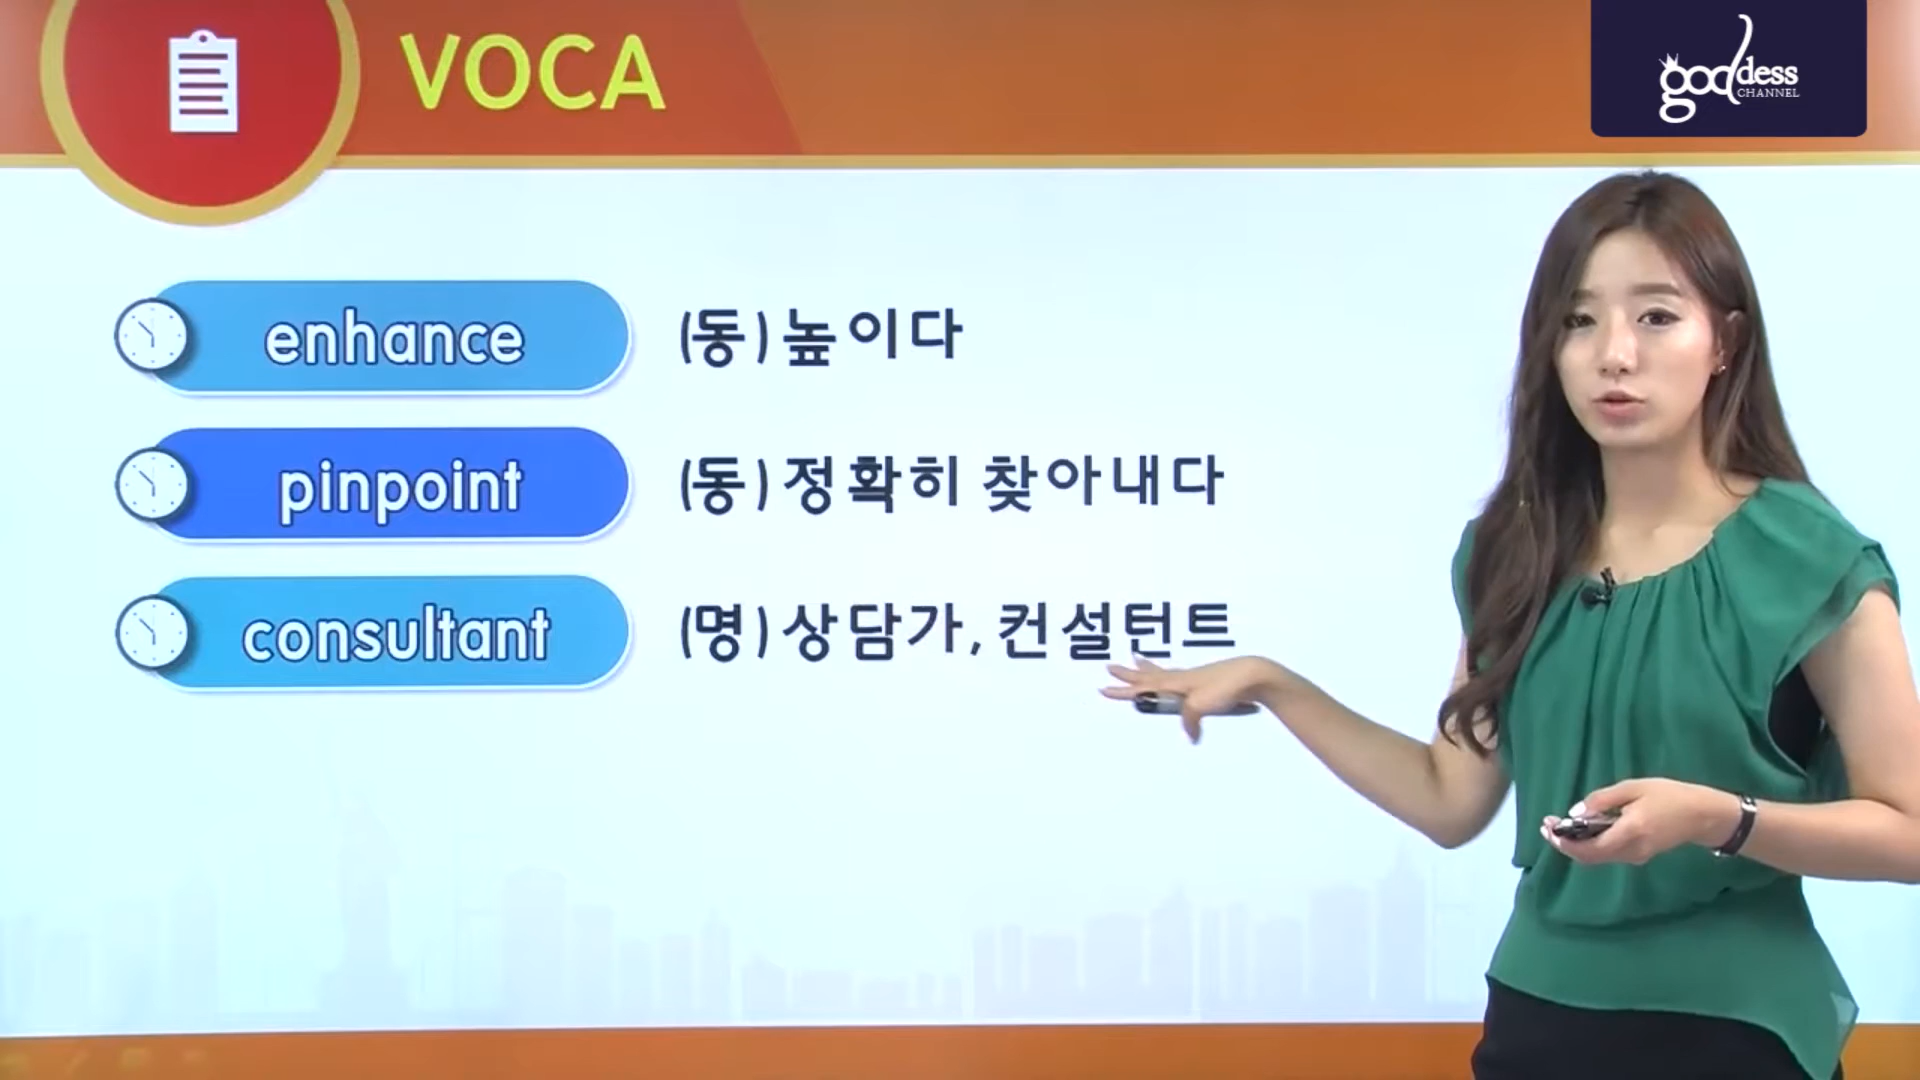 VOCA
goddess
CHANNEL
enhance (동) 높이다
pinpoint (동) 정확히 찾아내다
consultant (명) 상담가, 컨설턴트